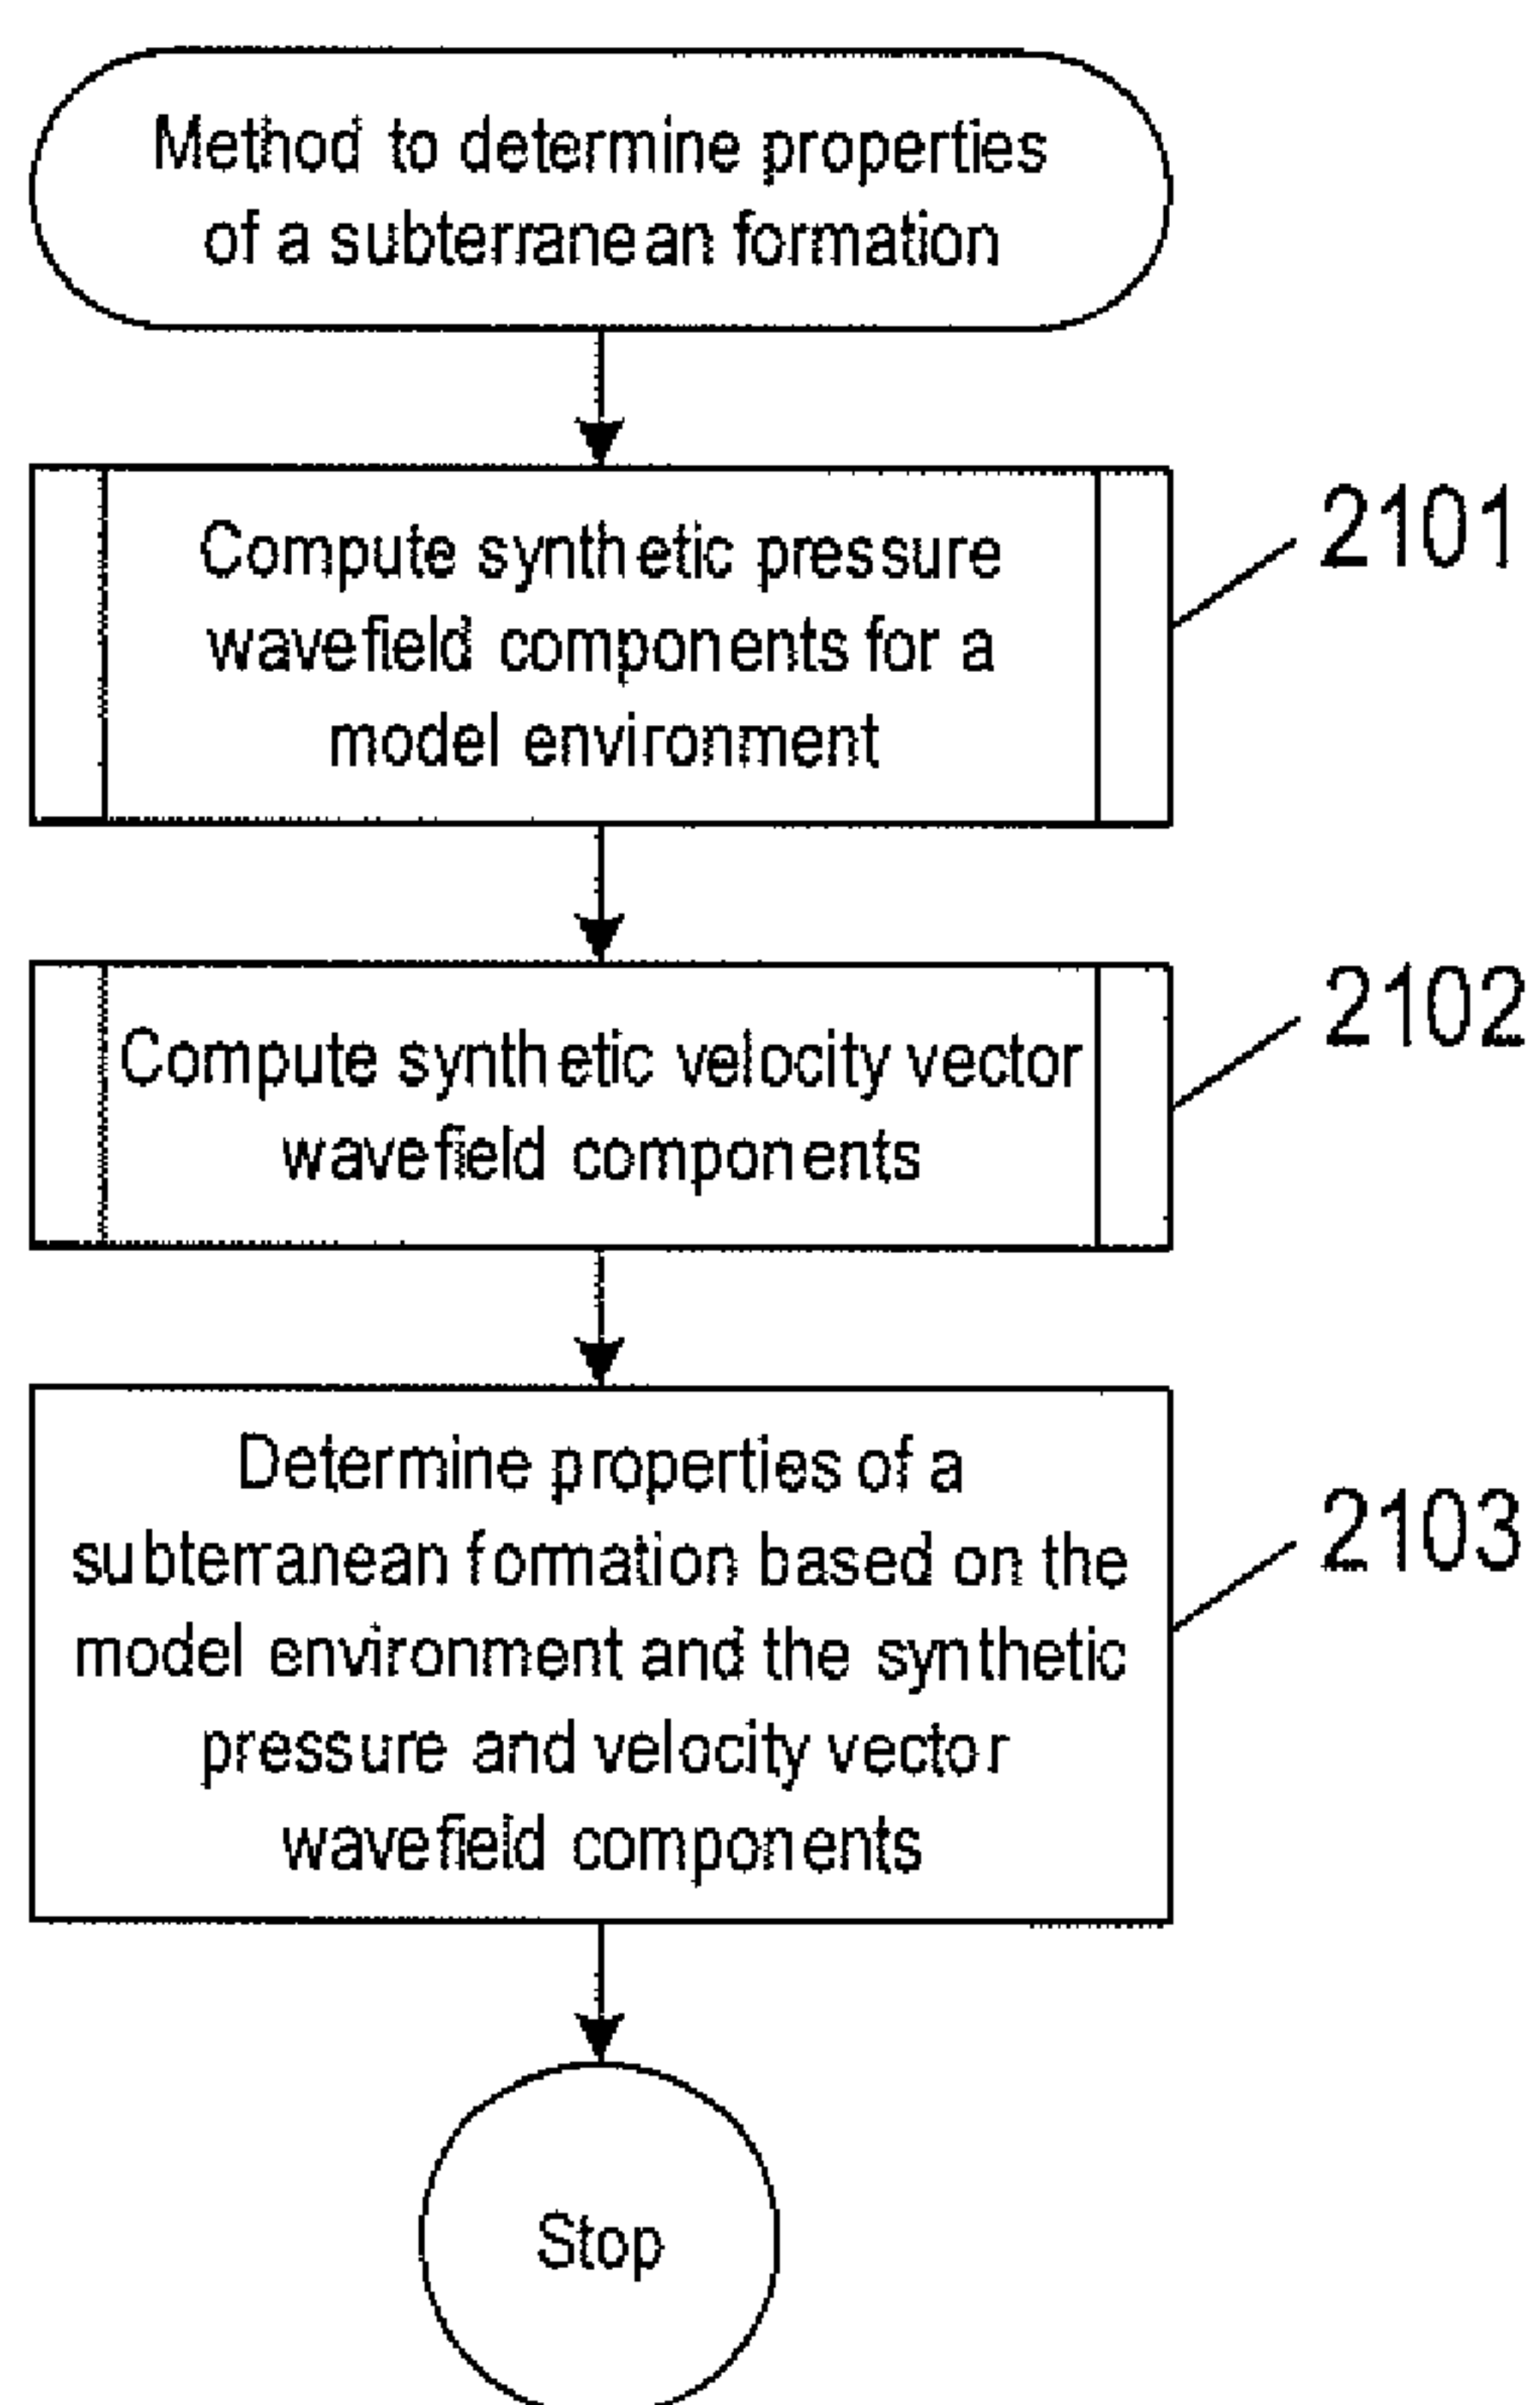 Method to determine properties
of a subterranean formation
Compute synthetic pressure
wavefield components for a
model environment
2101
Compute synthetic velocity vector
wavefield components
2102
Determine properties of a
subterranean formation based on the
model environment and the synthetic
pressure and velocity vector
wavefield components
2103
Stop